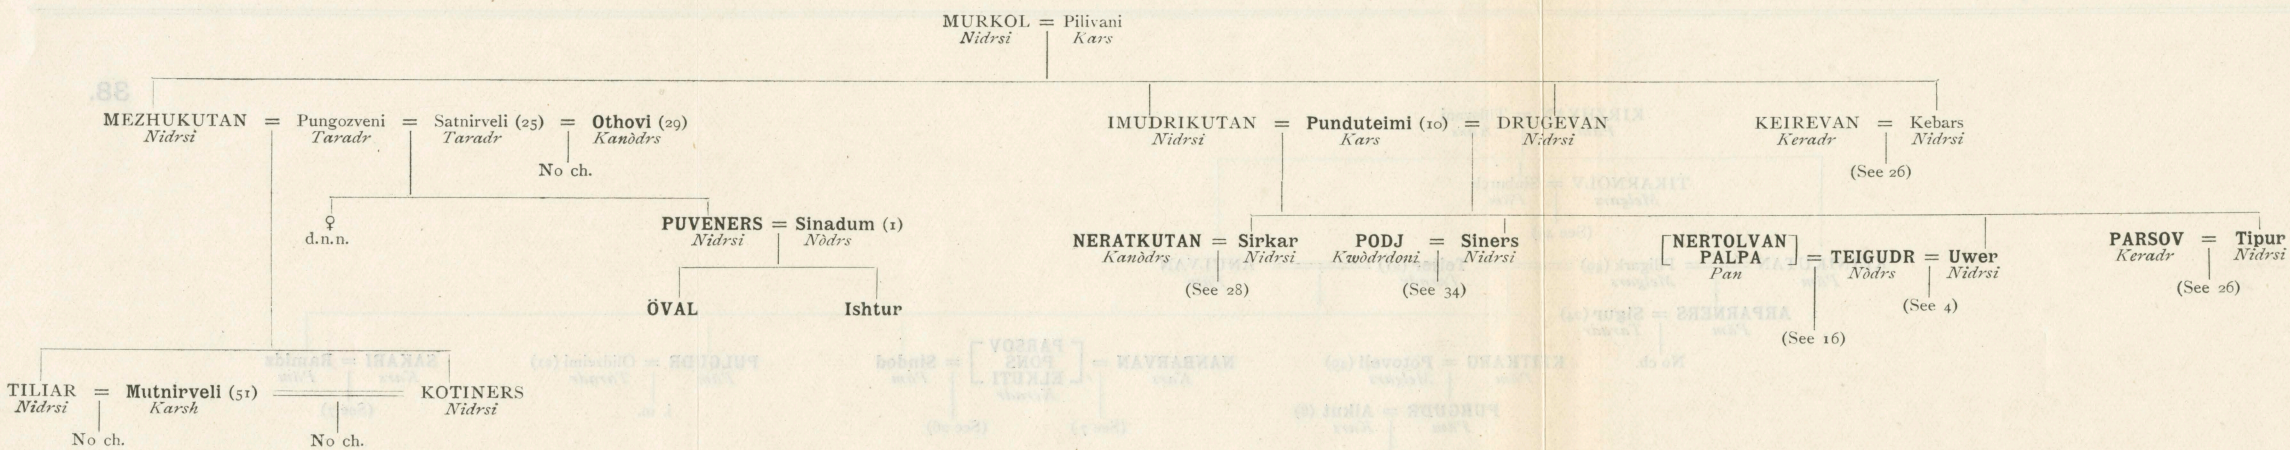 MURKOL = Pilivani
Nidrsi Kars
38.
MEZHUKUTAN = Pungozveni = Satnirveli (25) = Othovi (29) IMUDRIKUTAN = Punduteimi (10) = DRUGEVAN KEIREVAN = Kebars
Nidrsi Taradr Taradr Kanòdrs Nidrsi Kars Nidrsi Keradr Nidrsi
No ch. (See 26)
♀ PUVENERS = Sinadum (1)
d.n.n. Nidrsi Nòdrs
NERATKUTAN = Sirkar PODJ = Siners [NERTOLVAN PARSOV = Tipur
Kanòdrs Nidrsi Kwòdrdoni Nidrsi PALPA] = TEIGUDR = Uwer Keradr Nidrsi
Pan Nòdrs Nidrsi
(See 28) (See 34) (See 4) (See 26)
ÖVAL Ishtur
(See 16)
TILIAR = Mutnirveli (51) = KOTINERS
Nidrsi Karsh Nidrsi
No ch. No ch.